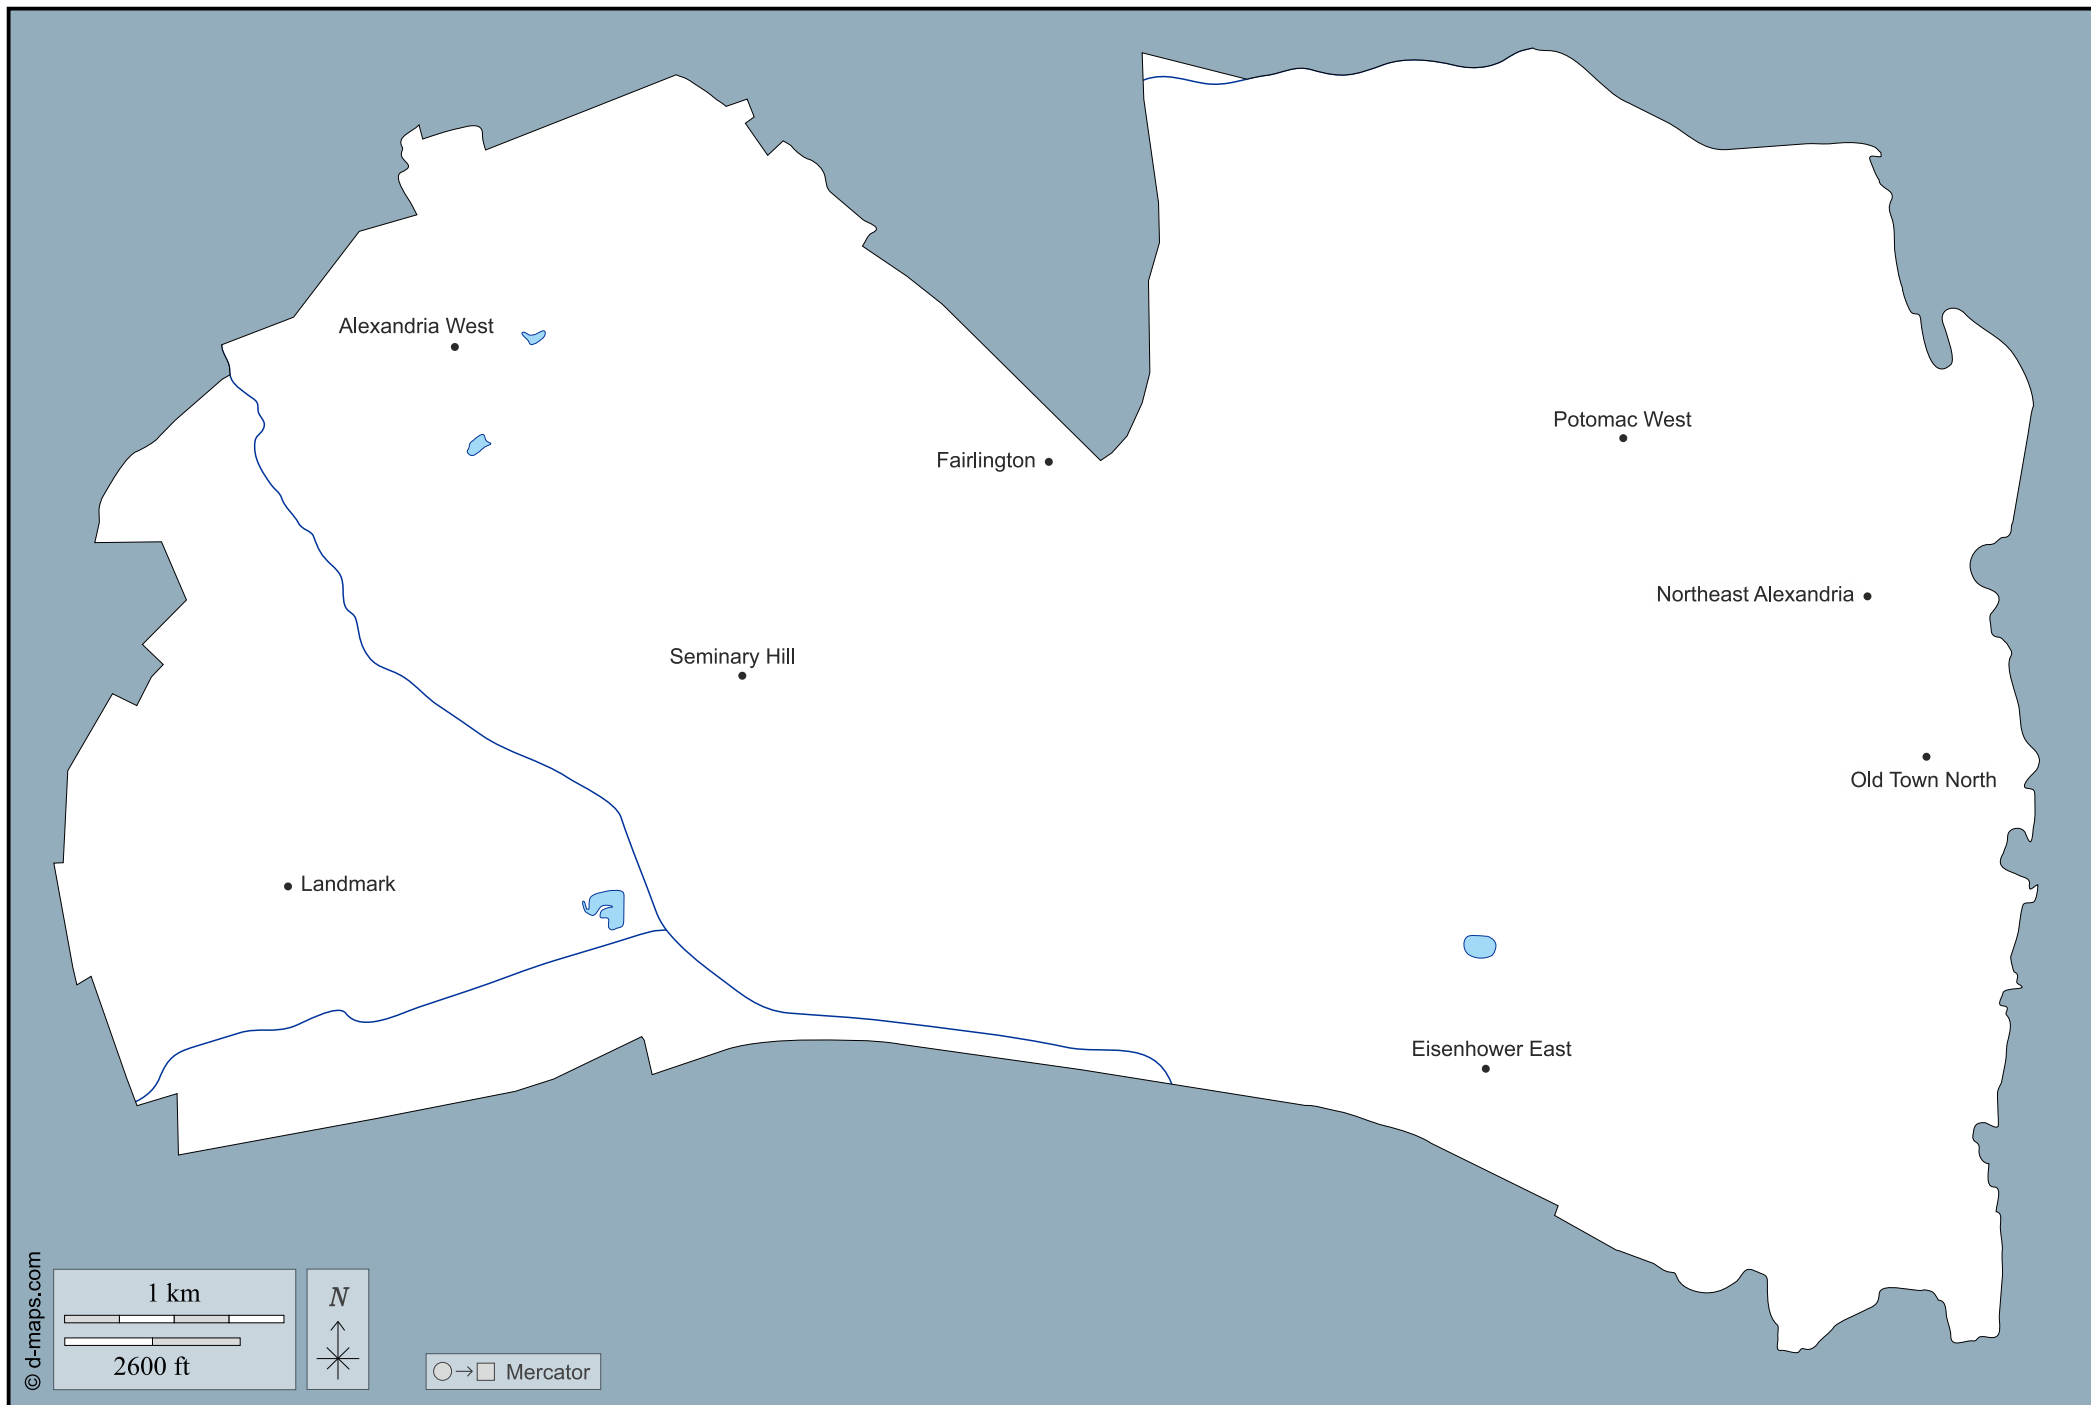 Alexandria West
Potomac West
Fairlington
Northeast Alexandria
Seminary Hill
Old Town North
Landmark
Eisenhower East
© d-maps.com
1 km
2600 ft
N
Mercator